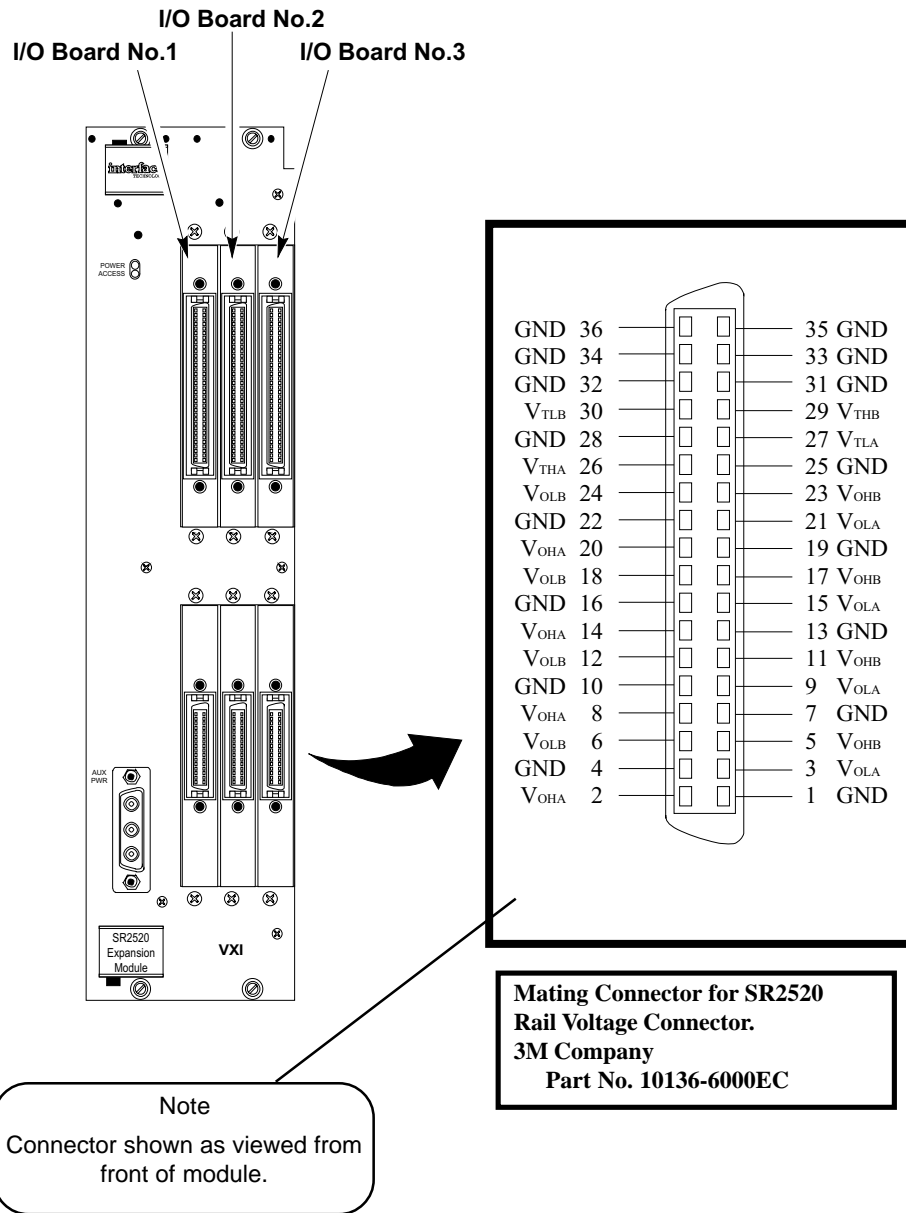 I/O Board No.2
I/O Board No.1
I/O Board No.3
interfac
TECHNOLO
POWER
ACCESS
AUX
PWR
SR2520
Expansion
Module
VXI
GND 36
35 GND
GND 34
33 GND
GND 32
31 GND
VTLB 30
29 VTHB
GND 28
27 VTLA
VTHA 26
25 GND
VOLB 24
23 VOHB
GND 22
21 VOLA
VOHA 20
19 GND
VOLB 18
17 VOHB
GND 16
15 VOLA
VOHA 14
13 GND
VOLB 12
11 VOHB
GND 10
9 VOLA
VOHA 8
7 GND
VOLB 6
5 VOHB
GND 4
3 VOLA
VOHA 2
1 GND
Mating Connector for SR2520
Rail Voltage Connector.
3M Company
Part No. 10136-6000EC
Note
Connector shown as viewed from
front of module.